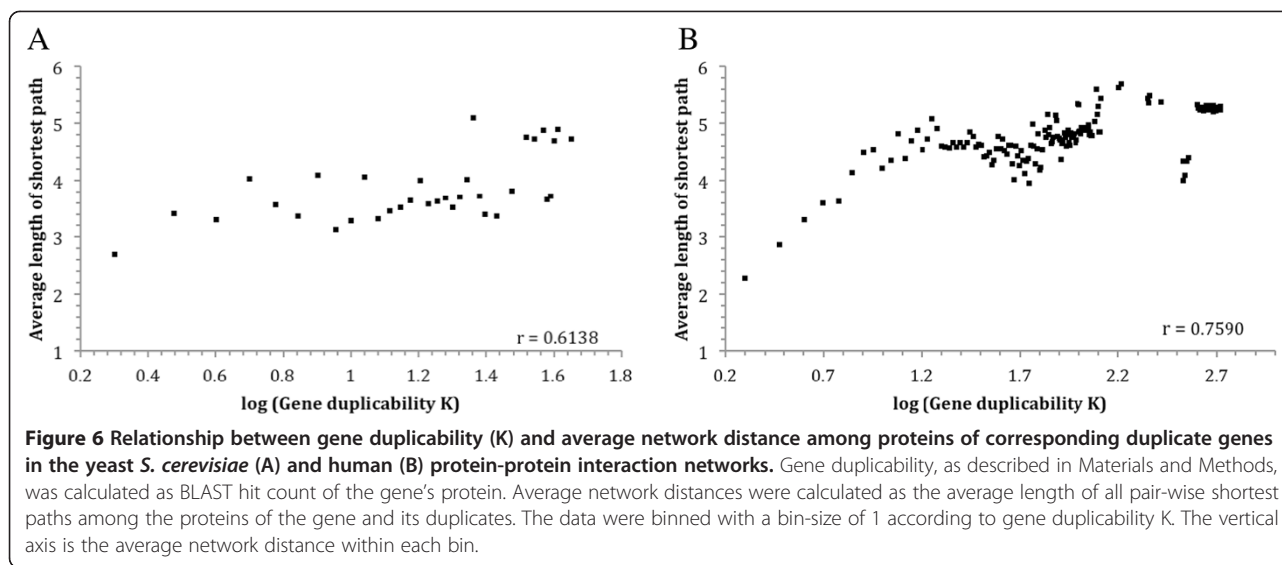 A
Average length of shortest path
6
5
4
3
2
1
r = 0.6138
0.2 0.4 0.6 0.8 1 1.2 1.4 1.6 1.8
log (Gene duplicability K)
B
Average length of shortest path
6
5
4
3
2
1
r = 0.7590
0.2 0.7 1.2 1.7 2.2 2.7
log (Gene duplicability K)
Figure 6 Relationship between gene duplicability (K) and average network distance among proteins of corresponding duplicate genes
in the yeast S. cerevisiae (A) and human (B) protein-protein interaction networks. Gene duplicability, as described in Materials and Methods,
was calculated as BLAST hit count of the gene's protein. Average network distances were calculated as the average length of all pair-wise shortest
paths among the proteins of the gene and its duplicates. The data were binned with a bin-size of 1 according to gene duplicability K. The vertical
axis is the average network distance within each bin.